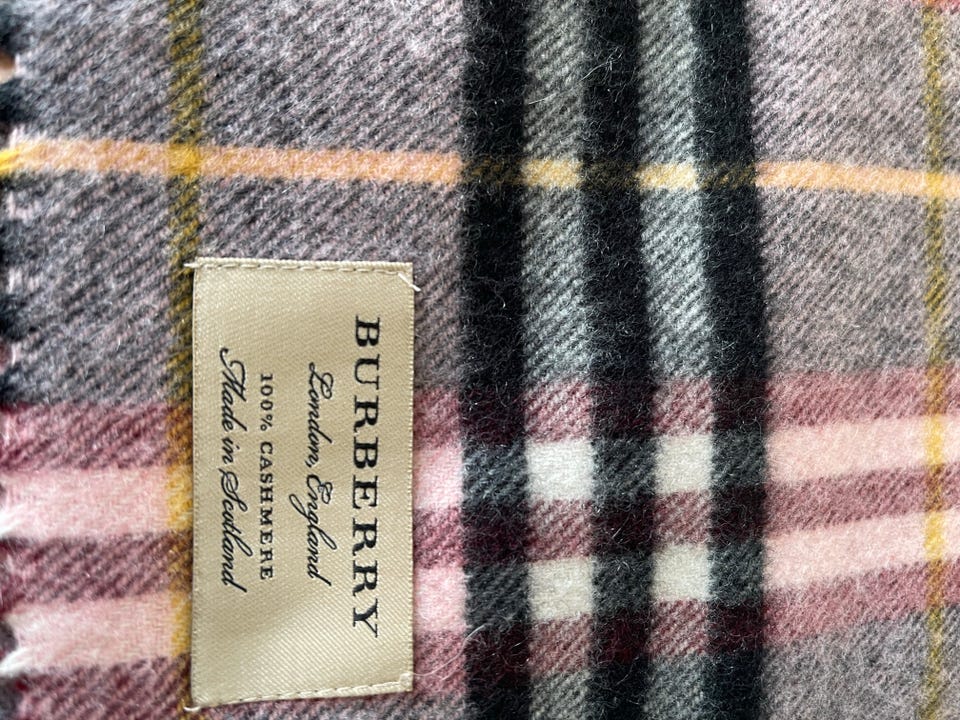 BURBERRY
London, England
100% CASHMERE
Made in Scotland